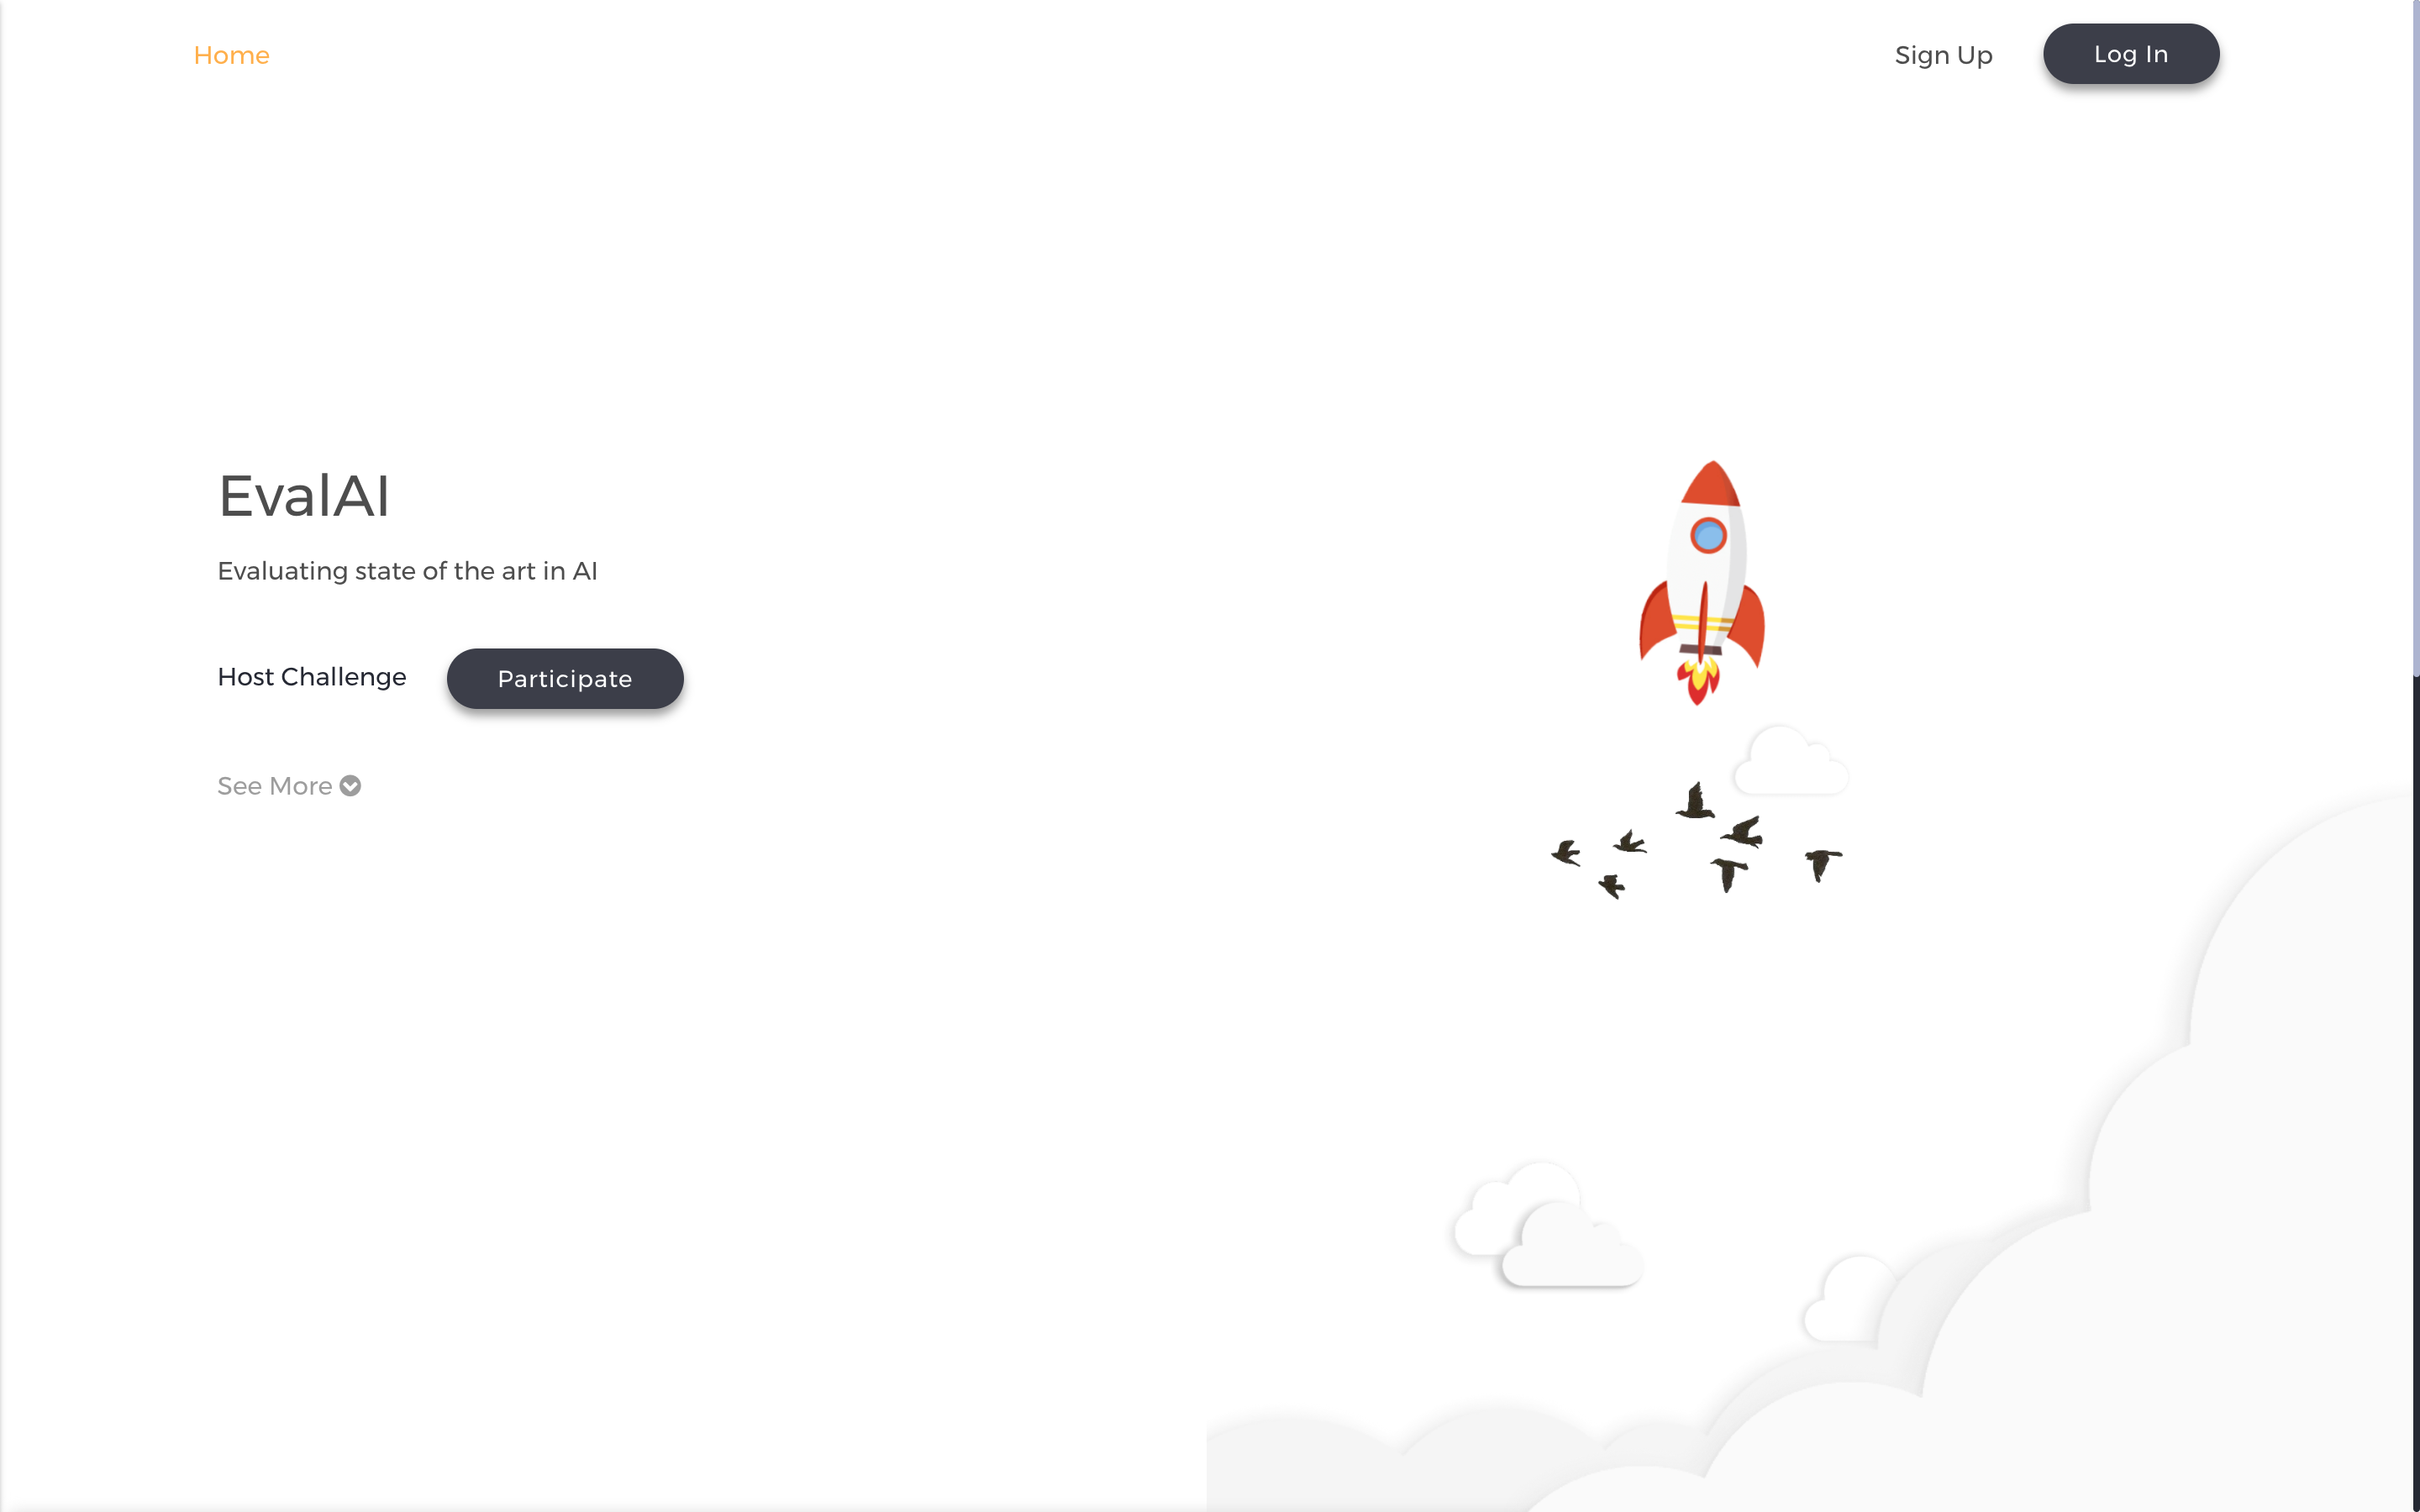 Home
Sign Up
Log In
EvalAI
Evaluating state of the art in AI
Host Challenge
Participate
See More